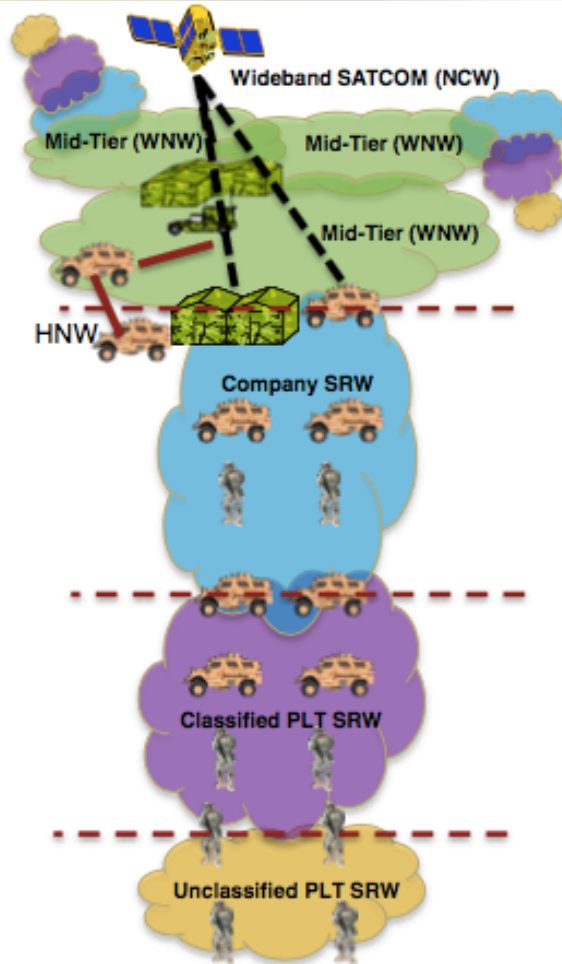 Wideband SATCOM (NCW)
Mid-Tier (WNW)
Mid-Tier (WNW)
Mid-Tier (WNW)
HNW
Company SRW
Classified PLT SRW
Unclassified PLT SRW